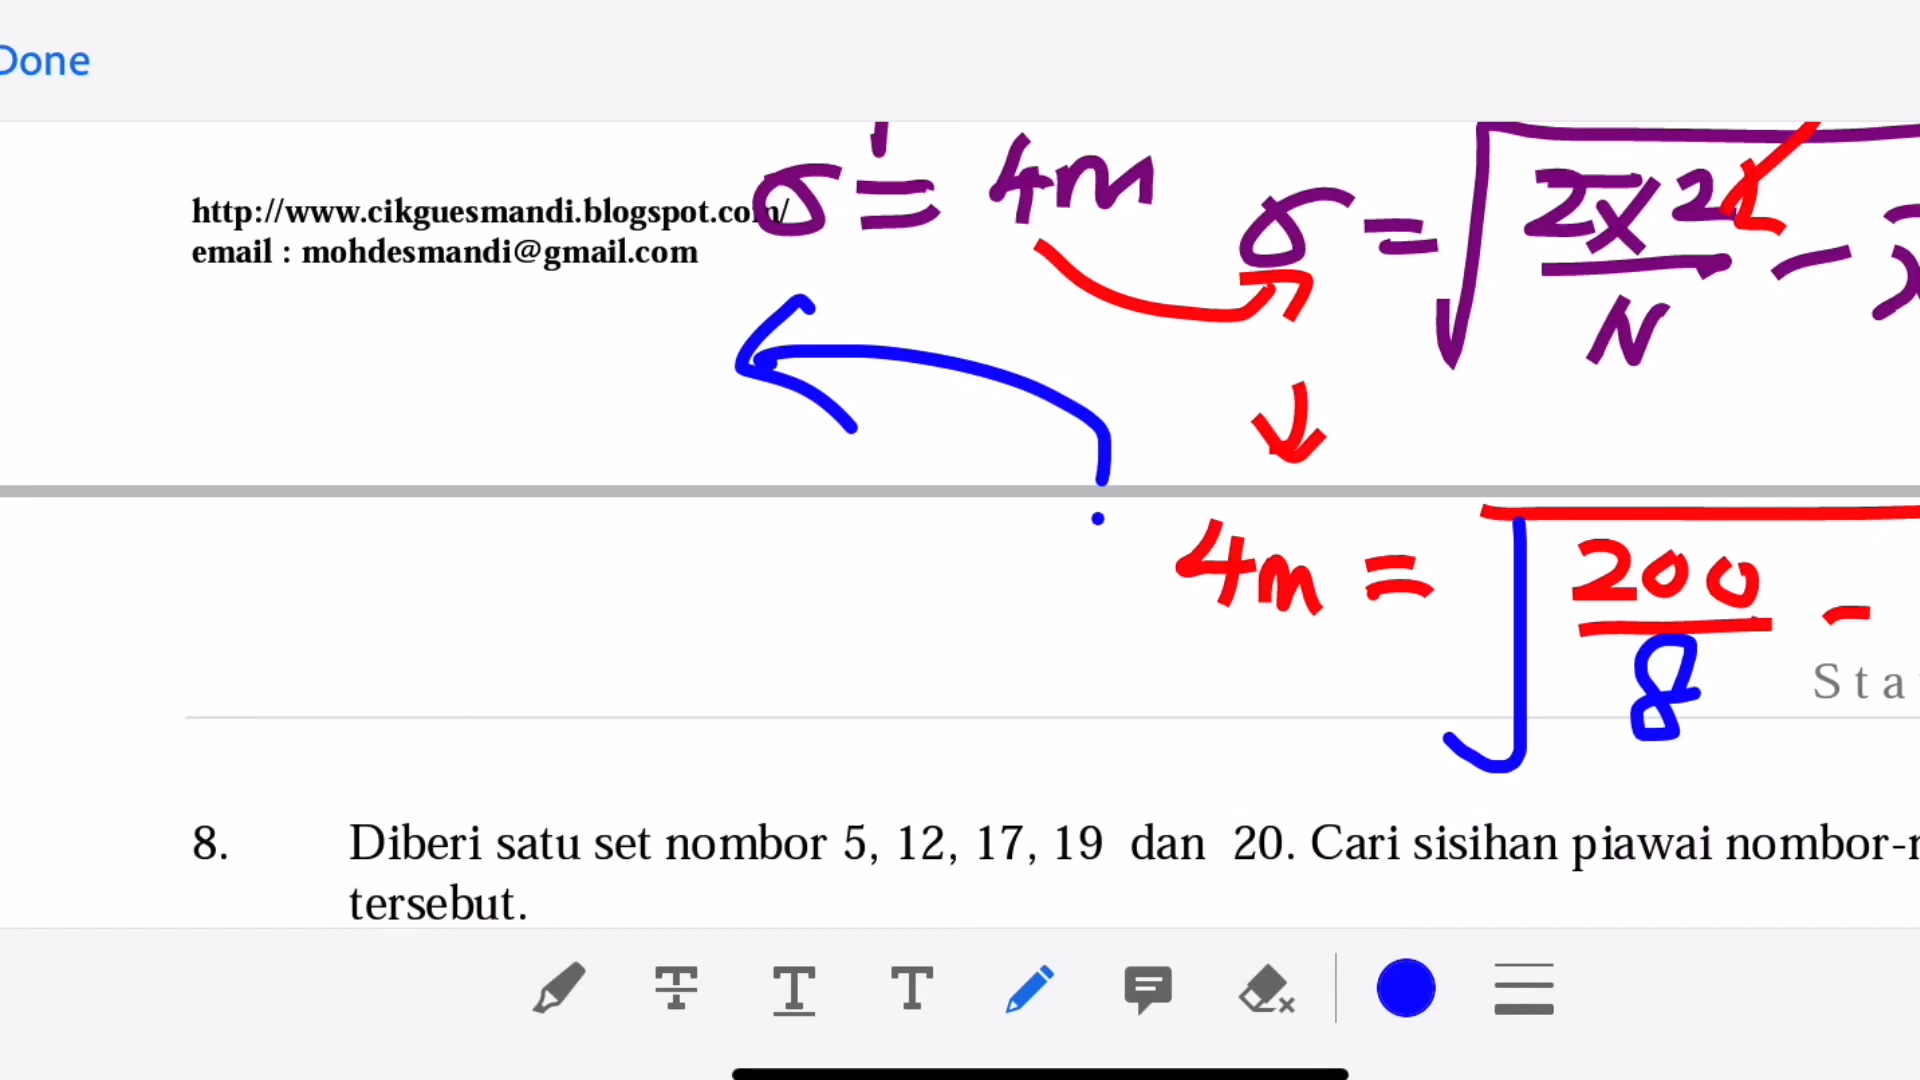 Done
σ = 4m
σ = √ Σx² / N -
http://www.cikguesmandi.blogspot.com/
email : mohdesmandi@gmail.com
4m = √ 200 / 8 -
Sta
8. Diberi satu set nombor 5, 12, 17, 19 dan 20. Cari sisihan piawai nombor-
tersebut.